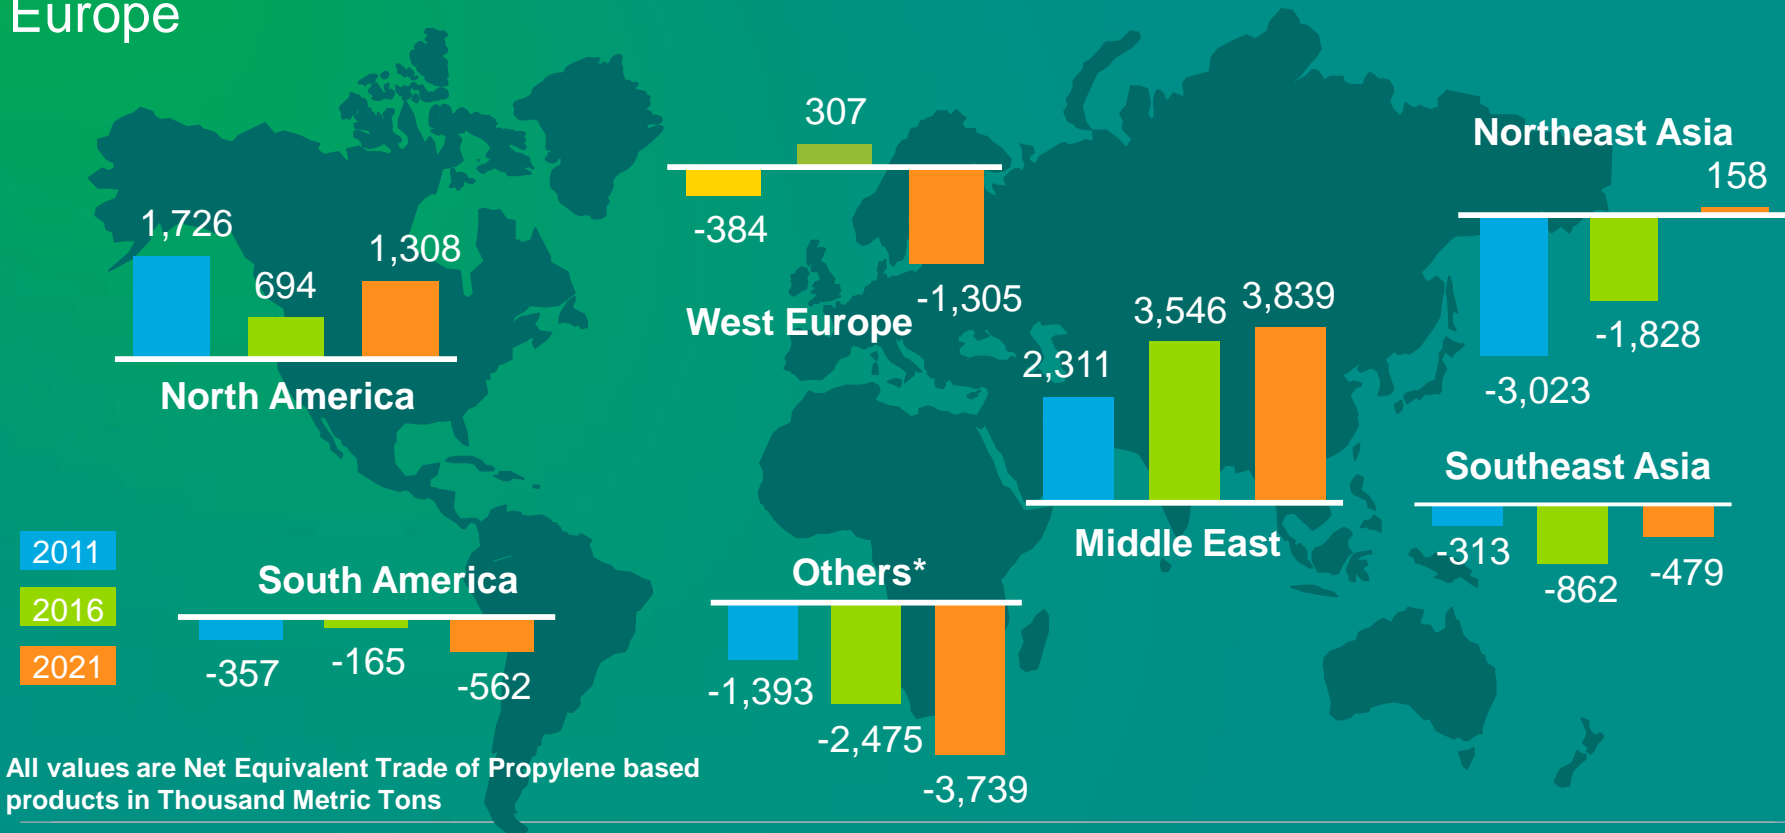 Europe
307
-384
-1,305
West Europe
Northeast Asia
158
-1,828
-3,023
1,726
694
1,308
North America
2,311
3,546
3,839
Middle East
Southeast Asia
-313
-862
-479
2011
2016
2021
South America
-357
-165
-562
Others*
-1,393
-2,475
-3,739
All values are Net Equivalent Trade of Propylene based
products in Thousand Metric Tons